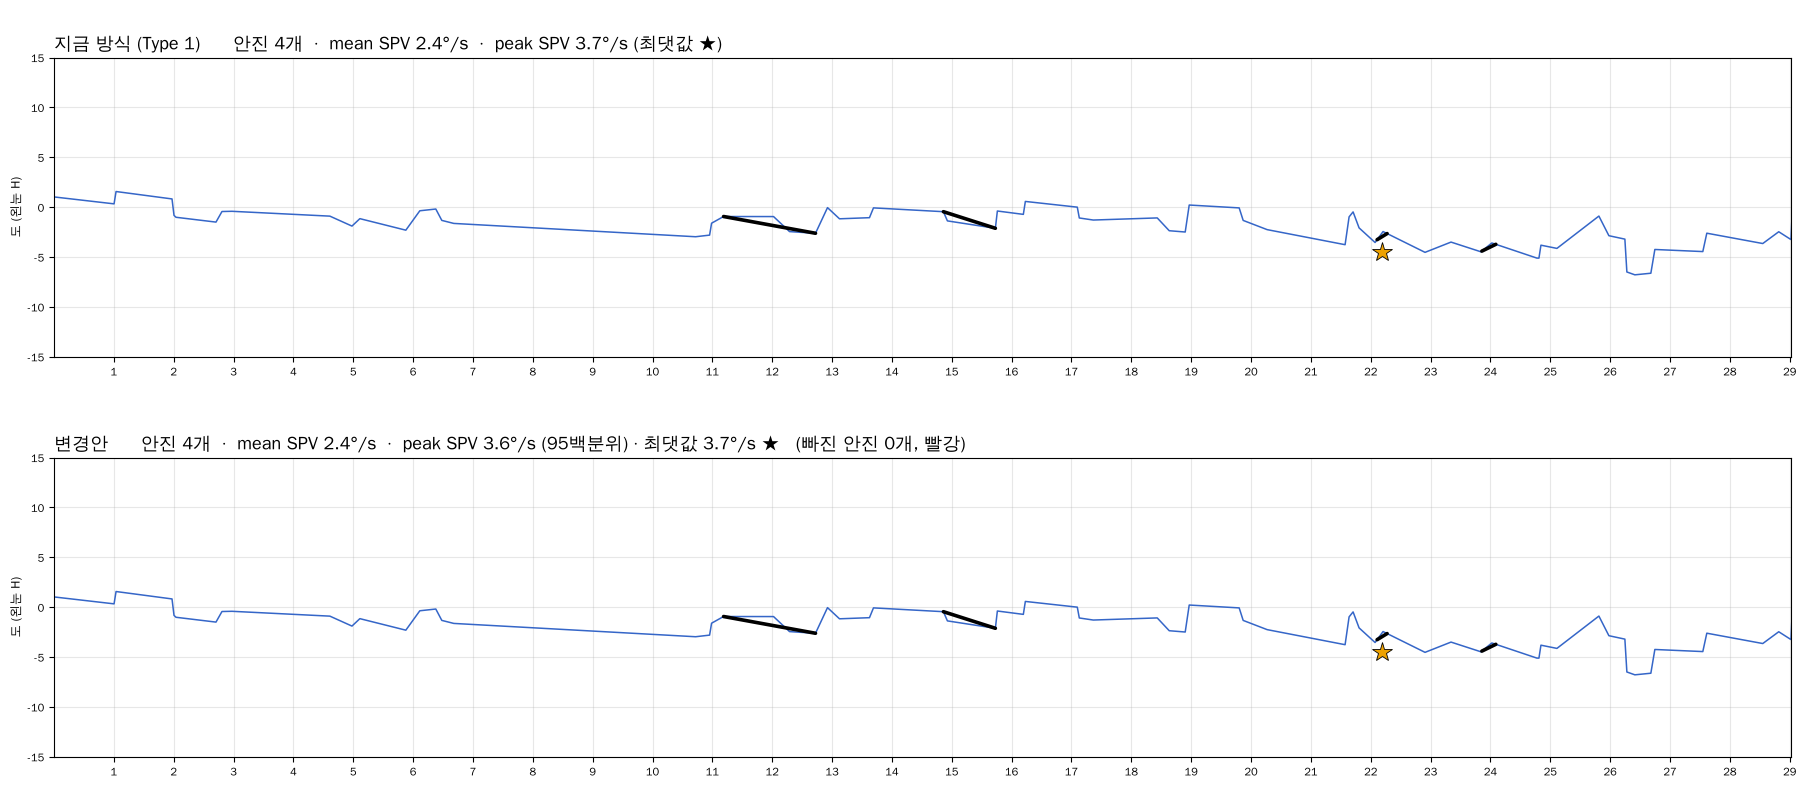 지금 방식 (Type 1) 안진 4개 · mean SPV 2.4°/s · peak SPV 3.7°/s (최댓값 ★)
15
10
5
0
-5
-10
-15
도 (왼눈 H)
1 2 3 4 5 6 7 8 9 10 11 12 13 14 15 16 17 18 19 20 21 22 23 24 25 26 27 28 29
변경안 안진 4개 · mean SPV 2.4°/s · peak SPV 3.6°/s (95백분위) · 최댓값 3.7°/s ★ (빠진 안진 0개, 빨강)
15
10
5
0
-5
-10
-15
도 (왼눈 H)
1 2 3 4 5 6 7 8 9 10 11 12 13 14 15 16 17 18 19 20 21 22 23 24 25 26 27 28 29